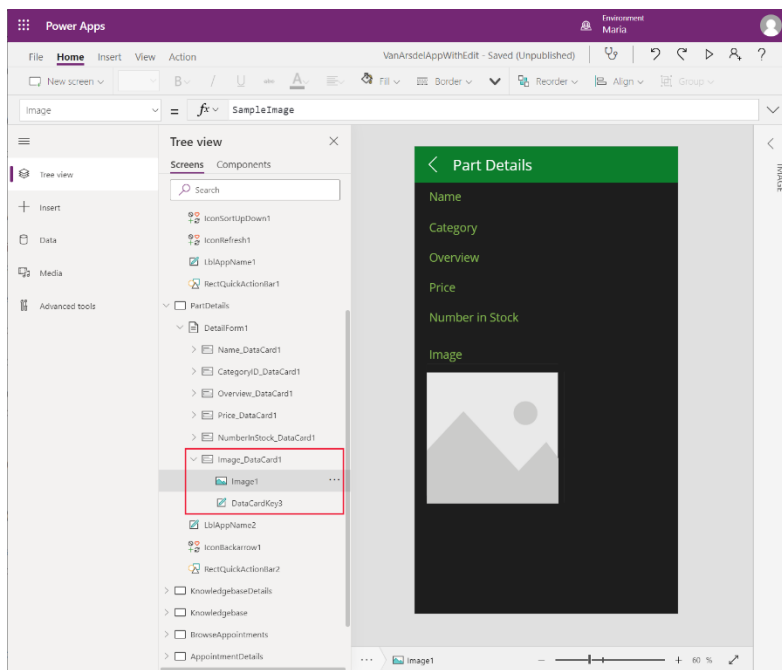 Power Apps
Environment
Maria
File Home Insert View Action
VanArsdelAppWithEdit - Saved (Unpublished)
New screen
B / U abc A
Fill Border Reorder Align Group
Image = fx SampleImage
Tree view
Insert
Data
Media
Advanced tools
Tree view
Screens Components
Search
IconSortUpDown1
IconRefresh1
LblAppName1
RectQuickActionBar1
PartDetails
DetailForm1
Name_DataCard1
CategoryID_DataCard1
Overview_DataCard1
Price_DataCard1
NumberInStock_DataCard1
Image_DataCard1
Image1
DataCardKey3
LblAppName2
IconBackarrow1
RectQuickActionBar2
KnowledgebaseDetails
Knowledgebase
BrowseAppointments
AppointmentDetails
Part Details
Name
Category
Overview
Price
Number in Stock
Image
IMAGE
Image1
60 %